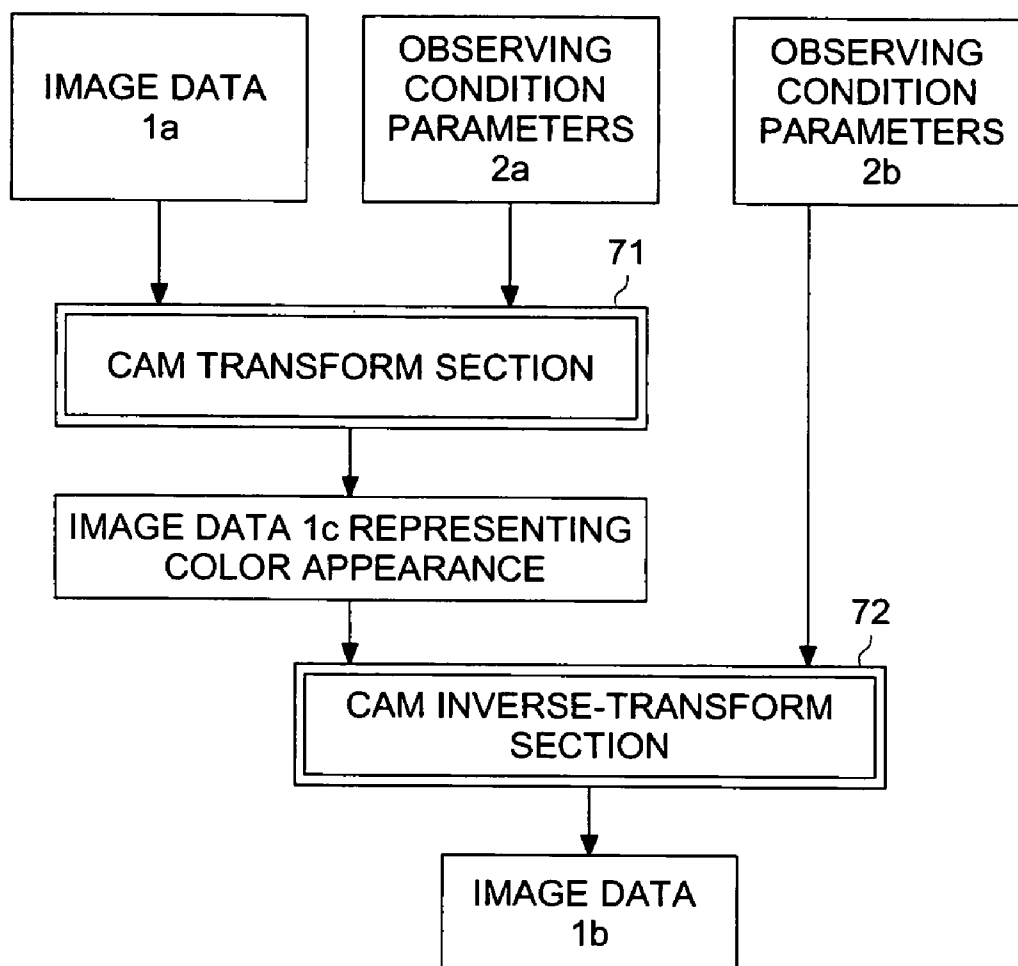 IMAGE DATA
1a
OBSERVING
CONDITION
PARAMETERS
2a
OBSERVING
CONDITION
PARAMETERS
2b
71
CAM TRANSFORM SECTION
IMAGE DATA 1c REPRESENTING
COLOR APPEARANCE
72
CAM INVERSE-TRANSFORM
SECTION
IMAGE DATA
1b